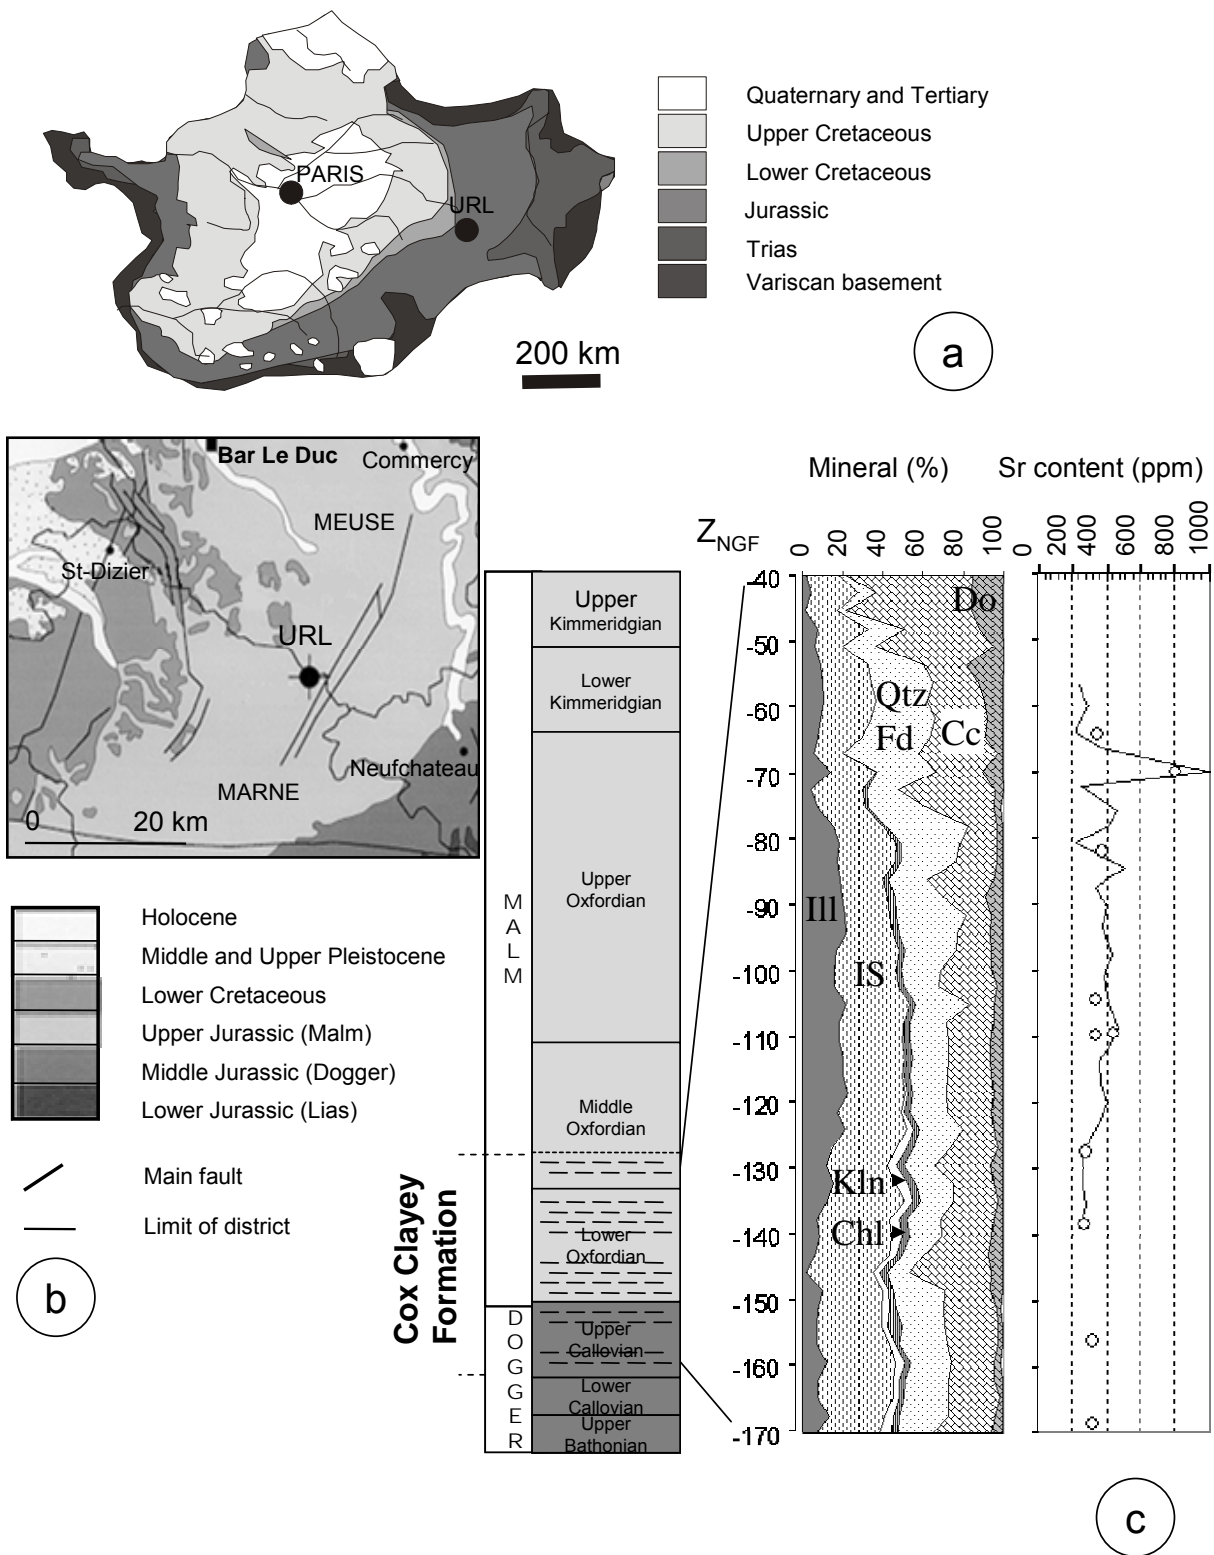 Quaternary and Tertiary
Upper Cretaceous
Lower Cretaceous
Jurassic
Trias
Variscan basement
PARIS
URL
200 km
a
Bar Le Duc
Commercy
MEUSE
St-Dizier
URL
Neufchateau
MARNE
0 20 km
Holocene
Middle and Upper Pleistocene
Lower Cretaceous
Upper Jurassic (Malm)
Middle Jurassic (Dogger)
Lower Jurassic (Lias)
Main fault
Limit of district
b
Cox Clayey
Formation
MALM
DOGGER
Upper
Kimmeridgian
Lower
Kimmeridgian
Upper
Oxfordian
Middle
Oxfordian
Lower
Oxfordian
Upper
Callovian
Lower
Callovian
Upper
Bathonian
Mineral (%)
Sr content (ppm)
ZNGF
0 20 40 60 80 100
0 200 400 600 800 1000
-40
-50
-60
-70
-80
-90
-100
-110
-120
-130
-140
-150
-160
-170
Do
Qtz
Fd
Cc
Ill
IS
Kln
Chl
c